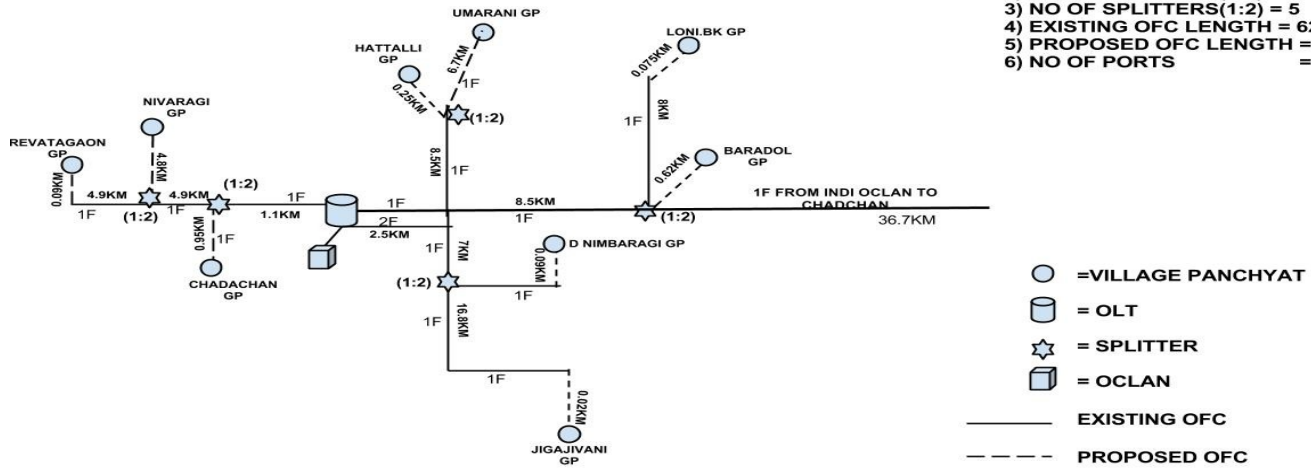 3) NO OF SPLITTERS(1:2) = 5
4) EXISTING OFC LENGTH = 62
5) PROPOSED OFC LENGTH =
6) NO OF PORTS =
UMARANI GP
LONI.BK GP
HATTALLI
GP
6.7KM
1F
0.075KM
0.25KM
NIVARAGI
GP
(1:2)
8KM
1F
REVATAGAON
GP
4.8KM
8.5KM
1F
BARADOL
GP
0.62KM
0.09KM
4.9KM
4.9KM
(1:2)
1F
1F
8.5KM
1F FROM INDI OCLAN TO
CHADCHAN
1F
(1:2)
1F
1.1KM
1F
(1:2)
36.7KM
2F
2.5KM
0.95KM
1F
1F
7KM
D NIMBARAGI GP
0.09KM
CHADACHAN
GP
(1:2)
1F
1F
16.8KM
1F
0.02KM
JIGAJIVANI
GP
=VILLAGE PANCHYAT
= OLT
= SPLITTER
= OCLAN
EXISTING OFC
PROPOSED OFC